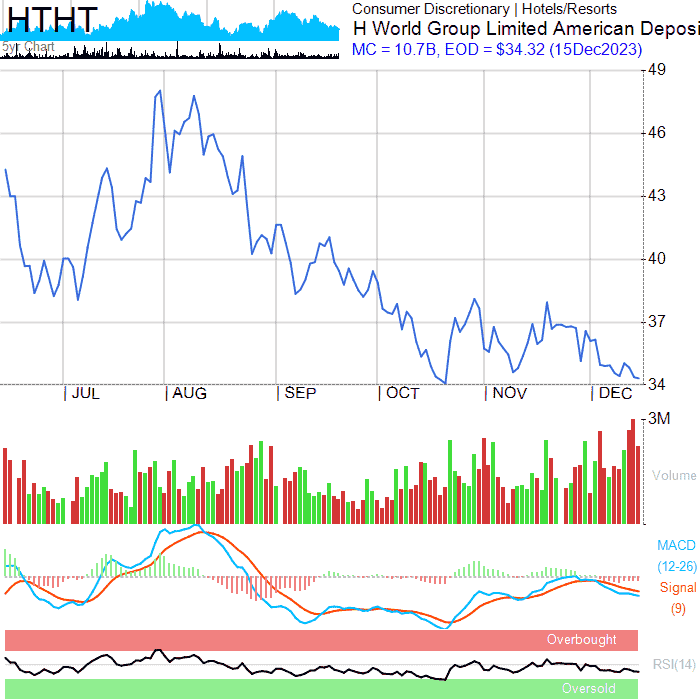 HTHT
5yr Chart
Consumer Discretionary | Hotels/Resorts
H World Group Limited American Deposi
MC = 10.7B, EOD = $34.32 (15Dec2023)
49
46
43
40
37
34
| JUL | AUG | SEP | OCT | NOV | DEC
3M
Volume
MACD
(12-26)
Signal
(9)
Overbought
RSI(14)
Oversold